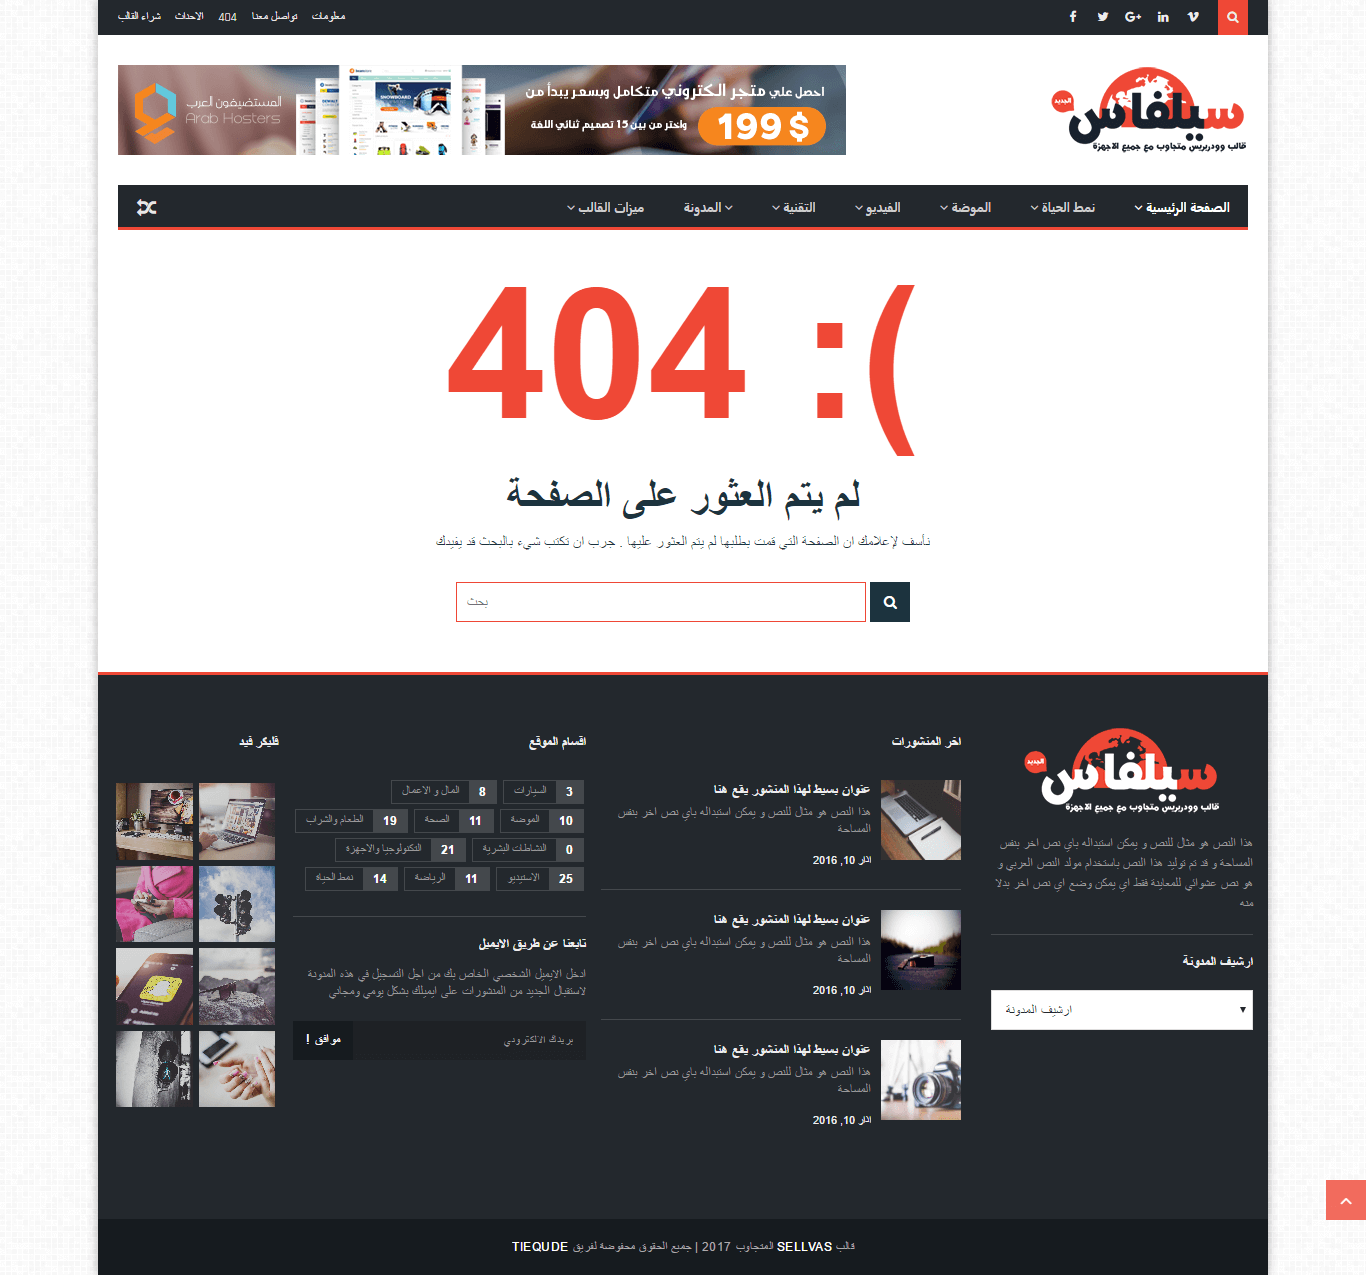 معلومات
تواصل معنا
404
الاحداث
شراء القالب
سيلفاس
الجديد
قالب وودربريس متجاوب مع جميع الاجهزة
احصل علي متجر الكتروني متكامل وبسعر يبدأ من
199 $
واختر من بين 15 تصميم ثنائي اللغة
المستضيفون العرب
Arab Hosters
الصفحة الرئيسية
نمط الحياة
الموضة
الفيديو
التقنية
المدونة
ميزات القالب
404 :(
لم يتم العثور على الصفحة
نأسف لإعلامك ان الصفحة التي قمت بطلبها لم يتم العثور عليها . جرب ان تكتب شيء بالبحث قد يفيدك
بحث
سيلفاس
الجديد
قالب وودربريس متجاوب مع جميع الاجهزة
هذا النص هو مثال للنص و يمكن استبداله باي نص اخر بنفس
المساحة و قد تم توليد هذا النص باستخدام مولد النص العربي و
هو نص عشوائي للمعاينة فقط اي يمكن وضع اي نص اخر بدلا
منه
ارشيف المدونة
ارشيف المدونة
اخر المنشورات
عنوان بسيط لهذا المنشور يقع هنا
هذا النص هو مثال للنص و يمكن استبداله باي نص اخر بنفس
المساحة
اذار 10, 2016
عنوان بسيط لهذا المنشور يقع هنا
هذا النص هو مثال للنص و يمكن استبداله باي نص اخر بنفس
المساحة
اذار 10, 2016
عنوان بسيط لهذا المنشور يقع هنا
هذا النص هو مثال للنص و يمكن استبداله باي نص اخر بنفس
المساحة
اذار 10, 2016
اقسام الموقع
3 السيارات 8 المال و الاعمال
10 الموضة 11 الصحة 19 الطعام والشراب
0 النشاطات البشرية 21 التكنولوجيا والاجهزة
25 الاستيديو 11 الرياضة 14 نمط الحياة
تابعنا عن طريق الايميل
ادخل الايميل الشخصي الخاص بك من اجل التسجيل في هذه المدونة
لاستقبال الجديد من المنشورات على ايميلك بشكل يومي ومجاني
بريدك الالكتروني
موافق !
فليكر فيد
قالب SELLVAS المتجاوب 2017 | جميع الحقوق محفوضة لفريق TIEQUDE